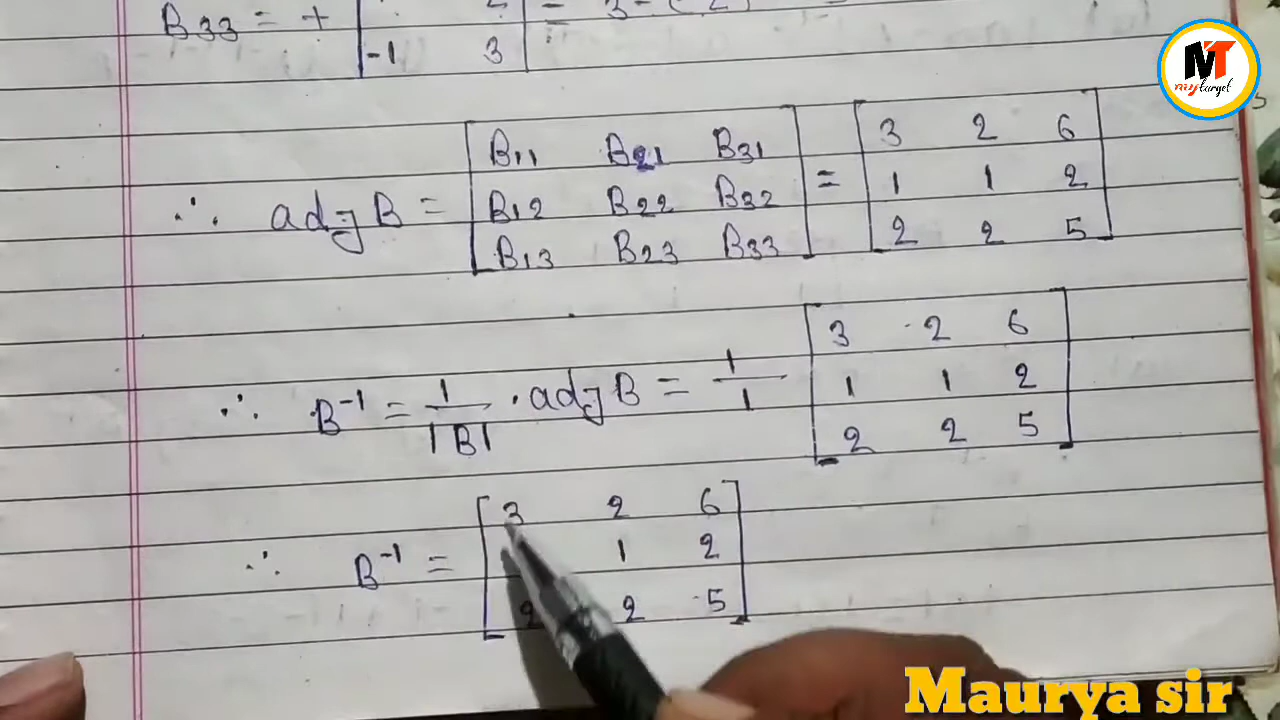 B33 = + | -1 3 | = 3-(
∴ adj B = [ B11 B21 B31 ] = [ 3 2 6 ]
[ B12 B22 B32 ] [ 1 1 2 ]
[ B13 B23 B33 ] [ 2 2 5 ]
∴ B⁻¹ = 1/|B| · adj B = 1/1 [ 3 2 6 ]
[ 1 1 2 ]
[ 2 2 5 ]
∴ B⁻¹ = [ 3 2 6 ]
[ 1 2 ]
[ 2 2 5 ]
MT
my target
Maurya sir